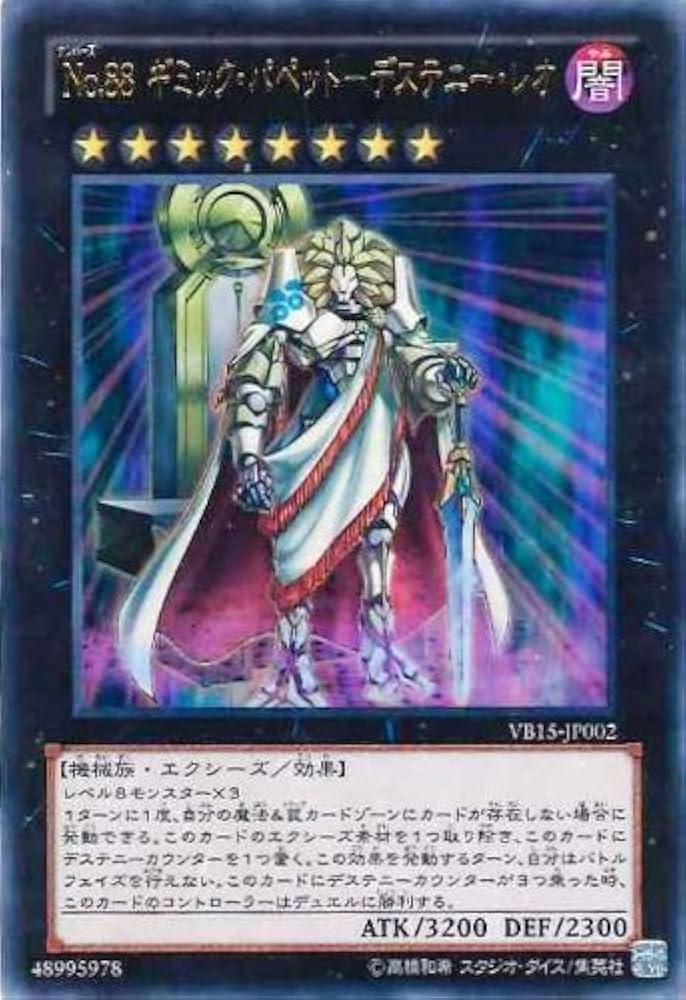 ナンバーズ
No.88 ギミック・パペットーデステニー・レオ
やみ
闇
88
VB15-JP002
【機械族・エクシーズ/効果】
レベル8モンスター×3
1ターンに1度、自分の魔法&罠カードゾーンにカードが存在しない場合に
発動できる。このカードのエクシーズ素材を1つ取り除き、このカードに
デステニーカウンターを1つ置く。この効果を発動するターン、自分はバトル
フェイズを行えない。このカードにデステニーカウンターが3つ乗った時、
このカードのコントローラーはデュエルに勝利する。
ATK/3200 DEF/2300
48995978 ©高橋和希 スタジオ・ダイス/集英社